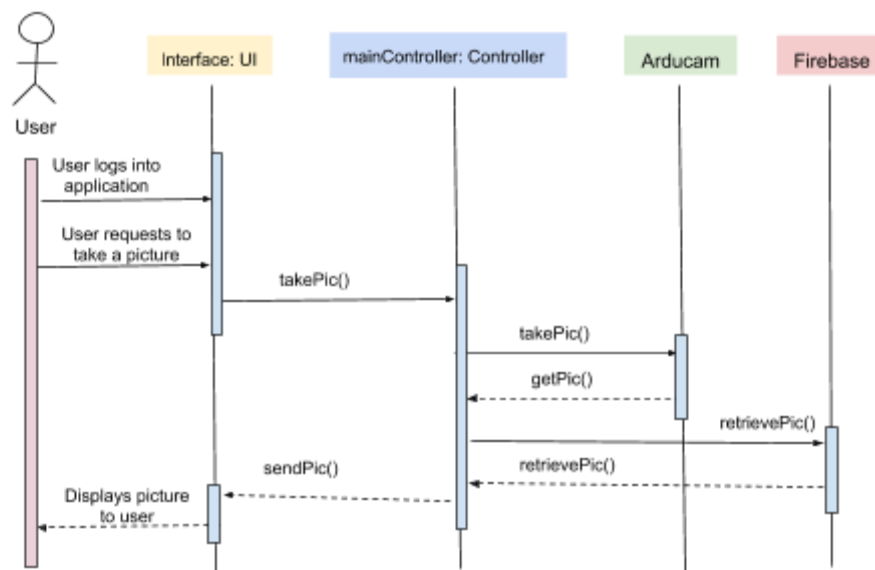 Interface: UI
mainController: Controller
Arducam
Firebase
User
User logs into
application
User requests to
take a picture
takePic()
takePic()
getPic()
retrievePic()
retrievePic()
sendPic()
Displays picture
to user